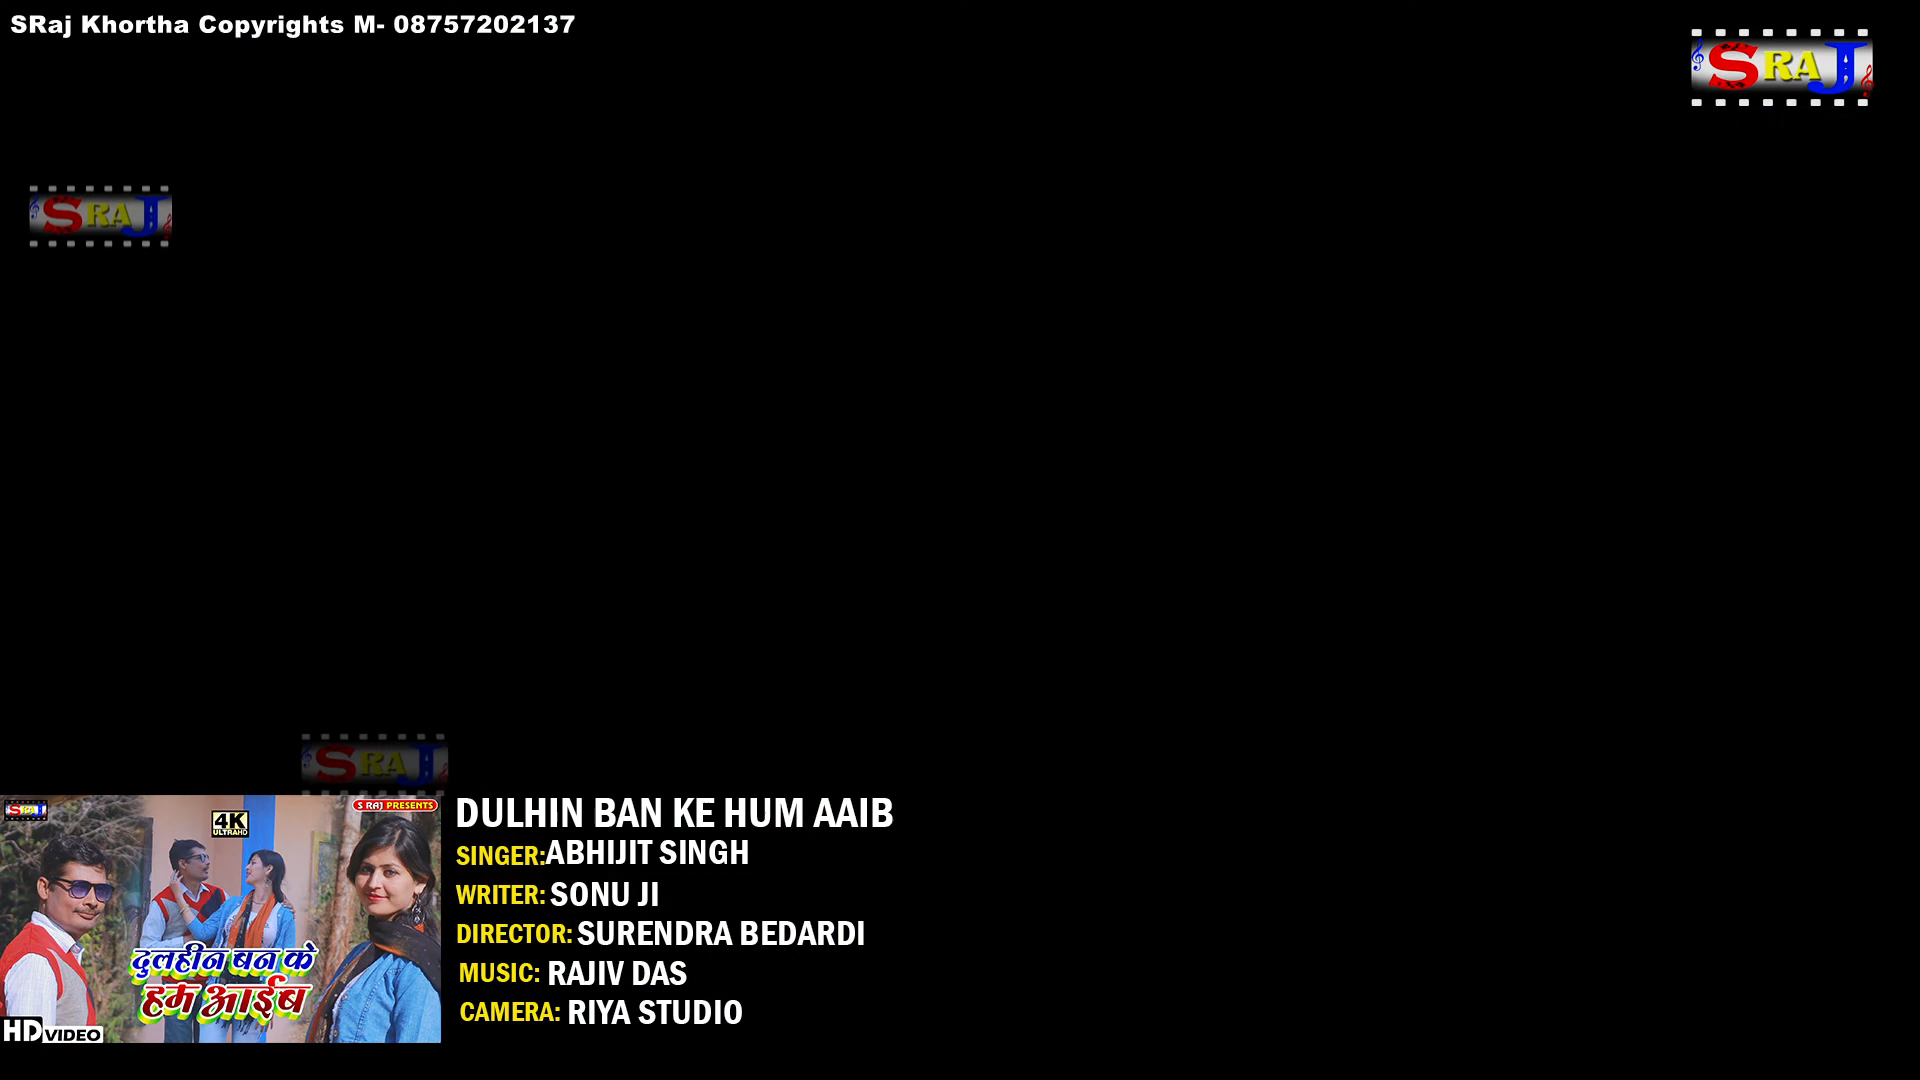 SRaj Khortha Copyrights M- 08757202137
SRAJ
SRAJ
SRAJ
SRAJ
S RAJ PRESENTS
4K
ULTRAHD
दुलहीन बन के
हम आईब
HD VIDEO
DULHIN BAN KE HUM AAIB
SINGER:ABHIJIT SINGH
WRITER: SONU JI
DIRECTOR: SURENDRA BEDARDI
MUSIC: RAJIV DAS
CAMERA: RIYA STUDIO